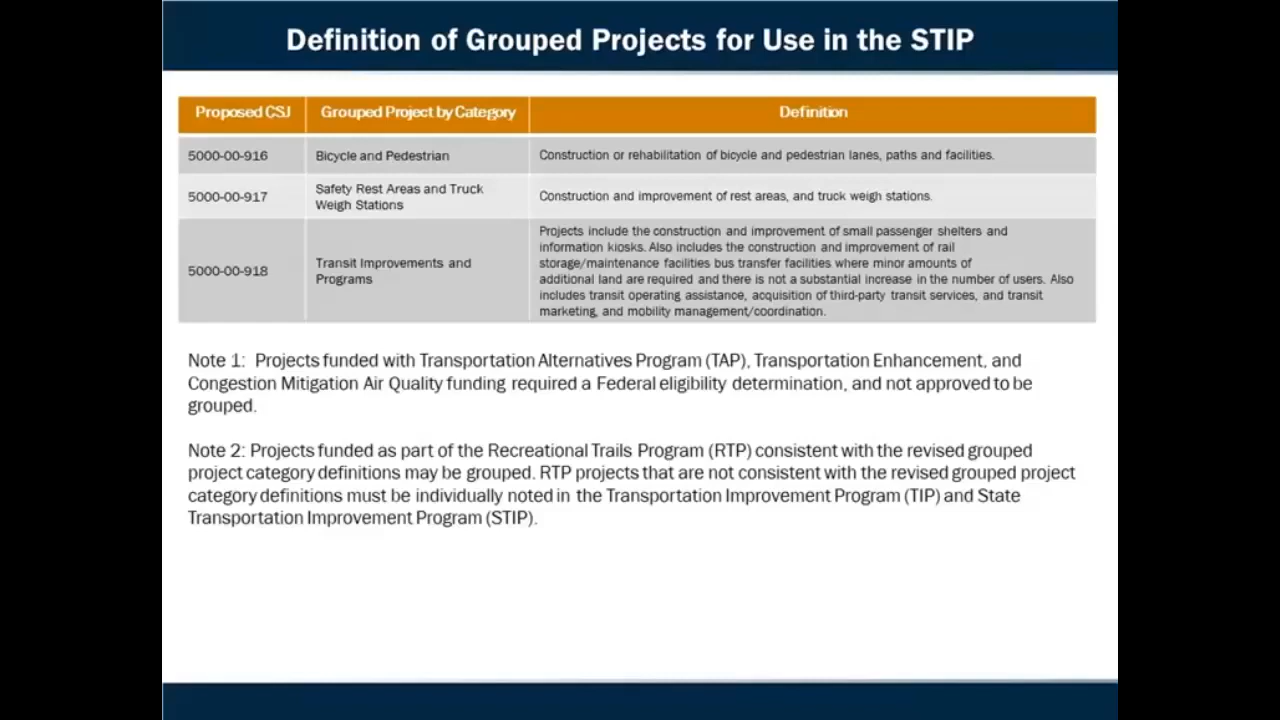 Definition of Grouped Projects for Use in the STIP
Proposed CSJ
Grouped Project by Category
Definition
5000-00-916
Bicycle and Pedestrian
Construction or rehabilitation of bicycle and pedestrian lanes, paths and facilities.
5000-00-917
Safety Rest Areas and Truck
Weigh Stations
Construction and improvement of rest areas, and truck weigh stations.
5000-00-918
Transit Improvements and
Programs
Projects include the construction and improvement of small passenger shelters and
information kiosks. Also includes the construction and improvement of rail
storage/maintenance facilities bus transfer facilities where minor amounts of
additional land are required and there is not a substantial increase in the number of users. Also
includes transit operating assistance, acquisition of third-party transit services, and transit
marketing, and mobility management/coordination.
Note 1: Projects funded with Transportation Alternatives Program (TAP), Transportation Enhancement, and
Congestion Mitigation Air Quality funding required a Federal eligibility determination, and not approved to be
grouped.
Note 2: Projects funded as part of the Recreational Trails Program (RTP) consistent with the revised grouped
project category definitions may be grouped. RTP projects that are not consistent with the revised grouped project
category definitions must be individually noted in the Transportation Improvement Program (TIP) and State
Transportation Improvement Program (STIP).